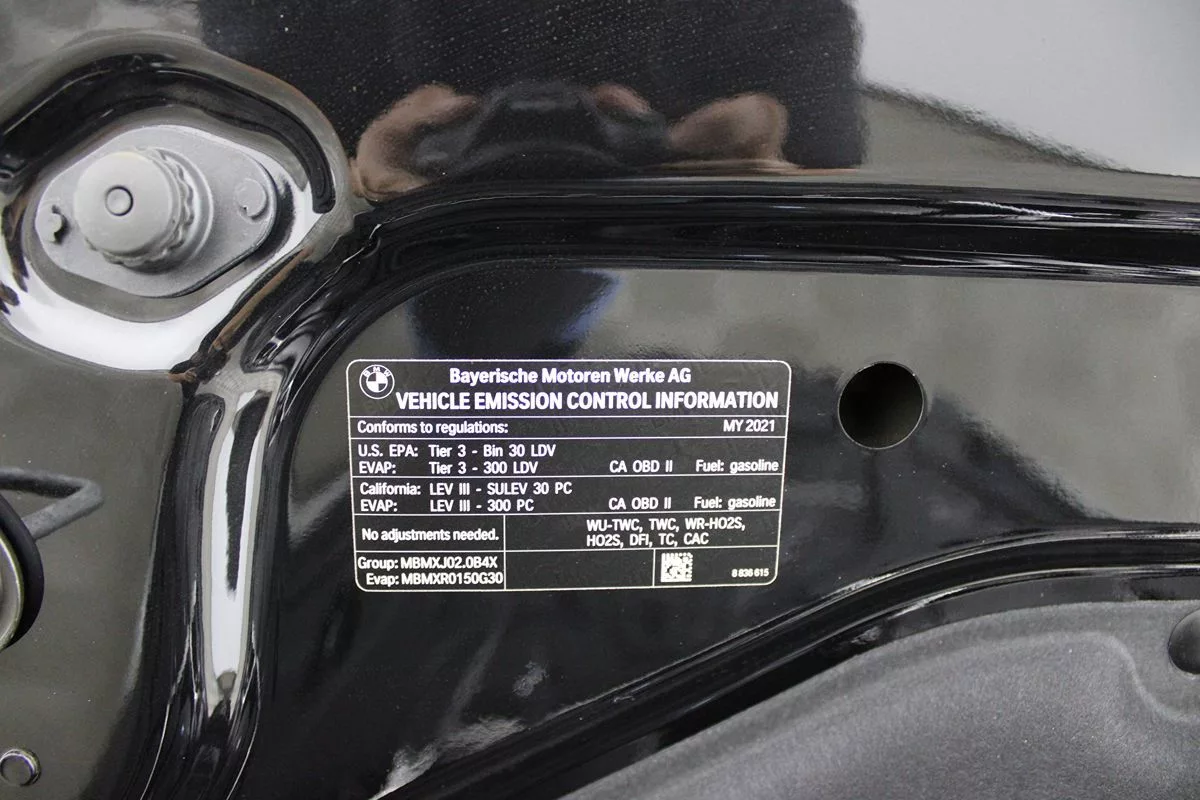 BMW
Bayerische Motoren Werke AG
VEHICLE EMISSION CONTROL INFORMATION
Conforms to regulations: MY 2021
U.S. EPA: Tier 3 - Bin 30 LDV
EVAP: Tier 3 - 300 LDV CA OBD II Fuel: gasoline
California: LEV III - SULEV 30 PC
EVAP: LEV III - 300 PC CA OBD II Fuel: gasoline
No adjustments needed.
WU-TWC, TWC, WR-HO2S,
HO2S, DFI, TC, CAC
Group: MBMXJ02.0B4X
Evap: MBMXR0150G30
8 836 615